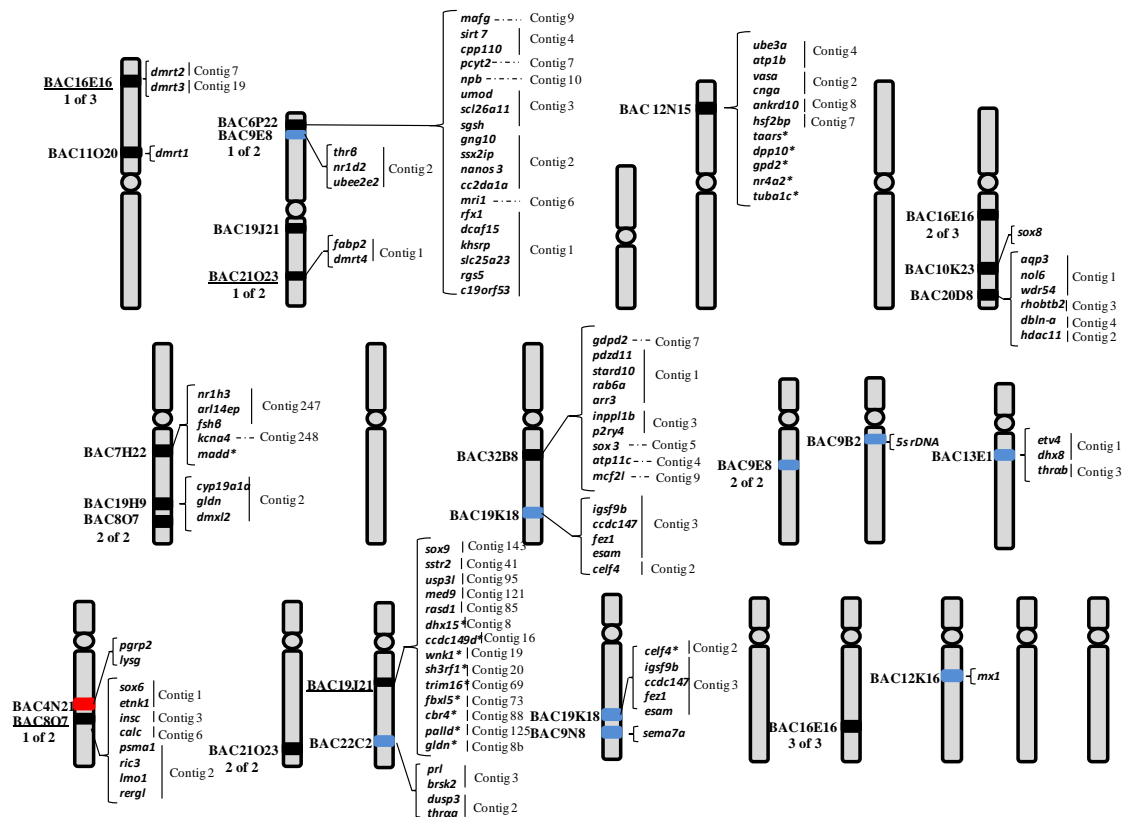 BAC16E16
1 of 3
dmrt2 Contig 7
dmrt3 Contig 19
BAC11O20
dmrt1
BAC6P22
BAC9E8
1 of 2
thrß
nr1d2
ubee2e2
Contig 2
BAC19J21
BAC21O23
1 of 2
fabp2
dmrt4
Contig 1
mafg Contig 9
sirt 7
cpp110
Contig 4
pcyt2 Contig 7
npb Contig 10
umod
scl26a11
sgsh
Contig 3
gng10
ssx2ip
nanos 3
cc2da1a
Contig 2
mri1 Contig 6
rfx1
dcaf15
khsrp
slc25a23
rgs5
c19orf53
Contig 1
BAC 12N15
ube3a
atp1b
Contig 4
vasa
cnga
Contig 2
ankrd10 Contig 8
hsf2bp Contig 7
taars*
dpp10*
gpd2*
nr4a2*
tuba1c*
BAC16E16
2 of 3
BAC10K23
sox8
BAC20D8
aqp3
nol6
wdr54
Contig 1
rhobtb2 Contig 3
dbln-a Contig 4
hdac11 Contig 2
BAC7H22
nr1h3
arl14ep
fshß
Contig 247
kcna4 Contig 248
madd*
BAC19H9
BAC8O7
2 of 2
cyp19a1a
gldn
dmxl2
Contig 2
BAC32B8
gdpd2 Contig 7
pdzd11
stard10
rab6a
arr3
Contig 1
inppl1b
p2ry4
Contig 3
sox 3 Contig 5
atp11c Contig 4
mcf2l Contig 9
BAC19K18
igsf9b
ccdc147
fez1
esam
Contig 3
celf4 Contig 2
BAC9E8
2 of 2
BAC9B2
5s rDNA
BAC13E1
etv4
dhx8
Contig 1
thrab Contig 3
BAC4N21
BAC8O7
1 of 2
pgrp2
lysg
sox6
etnk1
Contig 1
insc Contig 3
calc Contig 6
psma1
ric3
lmo1
rergl
Contig 2
BAC21O23
2 of 2
BAC19J21
BAC22C2
sox9 Contig 143
sstr2 Contig 41
usp3l Contig 95
med9 Contig 121
rasd1 Contig 85
dhx15* Contig 8
ccdc149d* Contig 16
wnk1* Contig 19
sh3rf1* Contig 20
trim16* Contig 69
fbxl5* Contig 73
cbr4* Contig 88
palld* Contig 125
gldn* Contig 8b
prl
brsk2
Contig 3
dusp3
thrαa
Contig 2
BAC19K18
BAC9N8
celf4* Contig 2
igsf9b
ccdc147
fez1
esam
Contig 3
sema7a
BAC16E16
3 of 3
BAC12K16
mx1